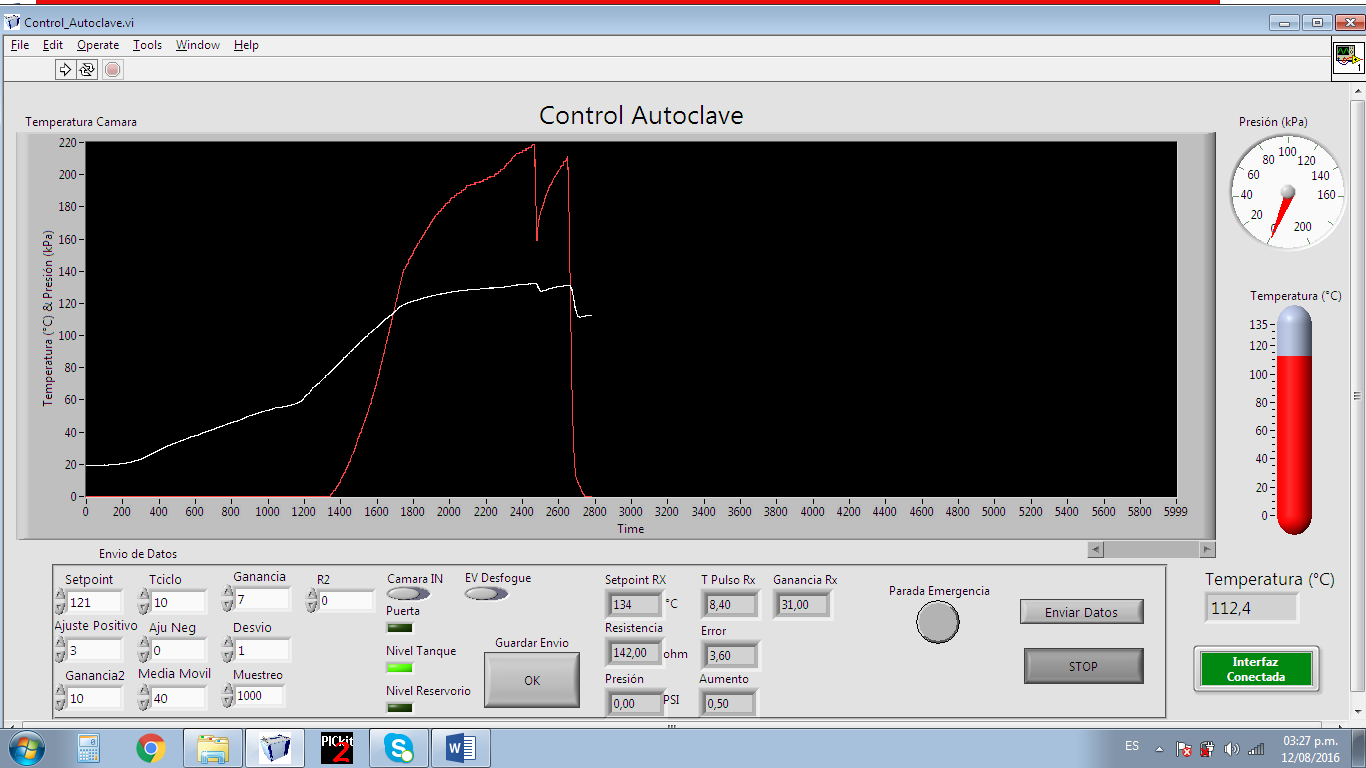 Control_Autoclave.vi
File Edit Operate Tools Window Help
1
Control Autoclave
Temperatura Camara
Temperatura (°C) & Presión (kPa)
220
200
180
160
140
120
100
80
60
40
20
0
0 200 400 600 800 1000 1200 1400 1600 1800 2000 2200 2400 2600 2800 3000 3200 3400 3600 3800 4000 4200 4400 4600 4800 5000 5200 5400 5600 5800 5999
Time
Presión (kPa)
0 20 40 60 80 100 120 140 160 200
Temperatura (°C)
135
120
100
80
60
40
20
0
Temperatura (°C)
112,4
Interfaz
Conectada
Envio de Datos
Setpoint Tciclo Ganancia R2
121 10 7 0
Ajuste Positivo Aju Neg Desvio
3 0 1
Ganancia2 Media Movil Muestreo
10 40 1000
Camara IN EV Desfogue
Puerta
Nivel Tanque
Nivel Reservorio
Guardar Envio
OK
Setpoint RX T Pulso Rx Ganancia Rx
134 °C 8,40 31,00
Resistencia Error
142,00 ohm 3,60
Presión Aumento
0,00 PSI 0,50
Parada Emergencia
Enviar Datos
STOP
PICkit
2
ES
03:27 p.m.
12/08/2016